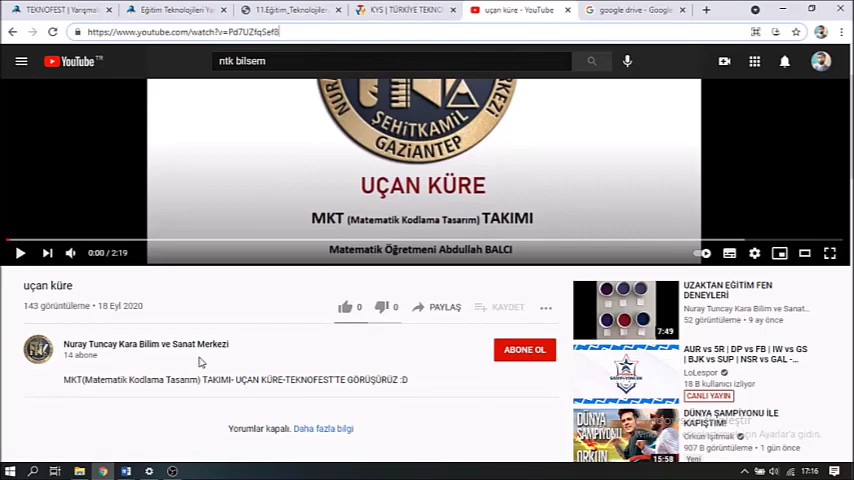 TEKNOFEST | Yarışmal
Eğitim Teknolojileri Ya
11.Eğitim_Teknolojiler
KYS | TÜRKİYE TEKNO
uçan küre - YouTube
google drive - Google
https://www.youtube.com/watch?v=Pd7UZfqSef8
YouTube TR
ntk bilsem
NURA
ŞEHİTKAMİL
GAZİANTEP
UÇAN KÜRE
MKT (Matematik Kodlama Tasarım) TAKIMI
Matematik Öğretmeni Abdullah BALCI
0:00 / 2:19
uçan küre
143 görüntüleme • 18 Eyl 2020
0
0
PAYLAŞ
KAYDET
Nuray Tuncay Kara Bilim ve Sanat Merkezi
14 abone
ABONE OL
MKT(Matematik Kodlama Tasarım) TAKIMI- UÇAN KÜRE-TEKNOFEST'TE GÖRÜŞÜRÜZ :D
Yorumlar kapalı. Daha fazla bilgi
7:49
UZAKTAN EĞİTİM FEN
DENEYLERİ
Nuray Tuncay Kara Bilim ve Sanat...
52 görüntüleme • 9 ay önce
AUR vs 5R | DP vs FB | IW vs GS
| BJK vs SUP | NSR vs GAL -...
LoLespor
18 B kullanıcı izliyor
CANLI YAYIN
DÜNYA
ŞAMPİYONU
ORKUN
15:58
DÜNYA ŞAMPİYONU İLE
KAPIŞTIM!
Orkun Işıtmak
907 B görüntüleme • 1 gün önce
Yeni
17:16